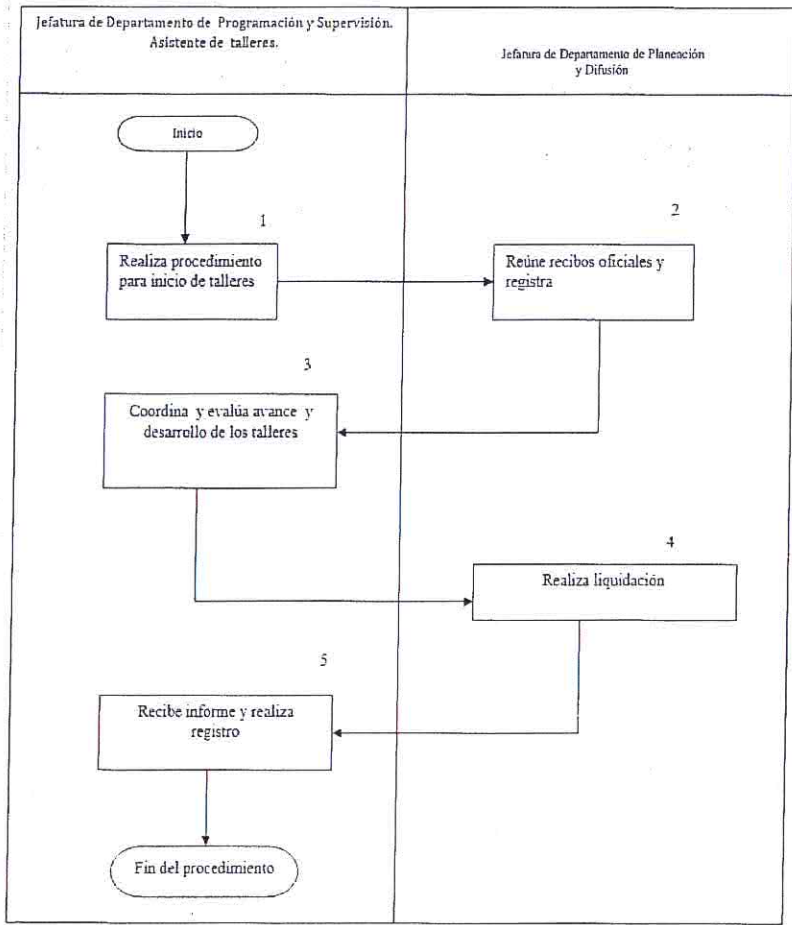 Jefatura de Departamento de Programación y Supervisión.
Asistente de talleres.
Jefatura de Departamento de Planeación
y Difusión
Inicio
1
Realiza procedimiento
para inicio de talleres
2
Reúne recibos oficiales y
registra
3
Coordina y evalúa avance y
desarrollo de los talleres
4
Realiza liquidación
5
Recibe informe y realiza
registro
Fin del procedimiento